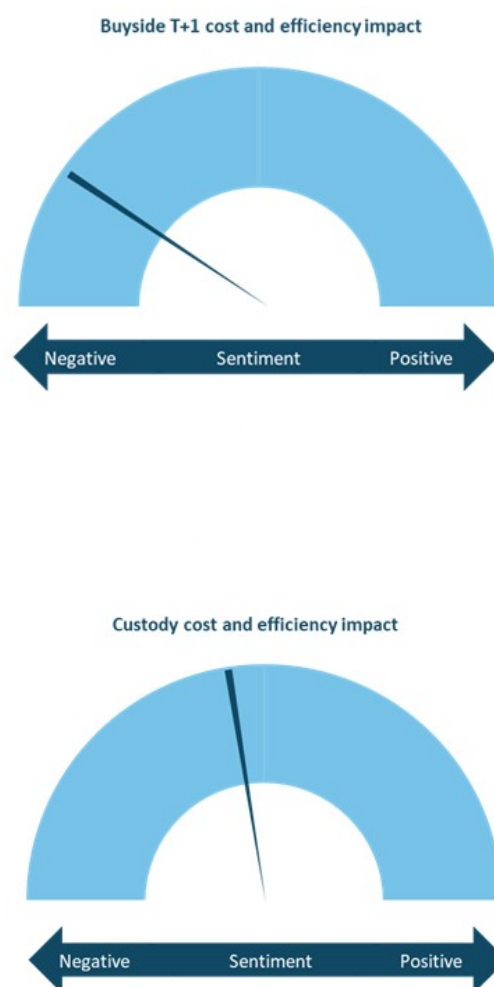 Buyside T+1 cost and efficiency impact
Negative Sentiment Positive
Custody cost and efficiency impact
Negative Sentiment Positive